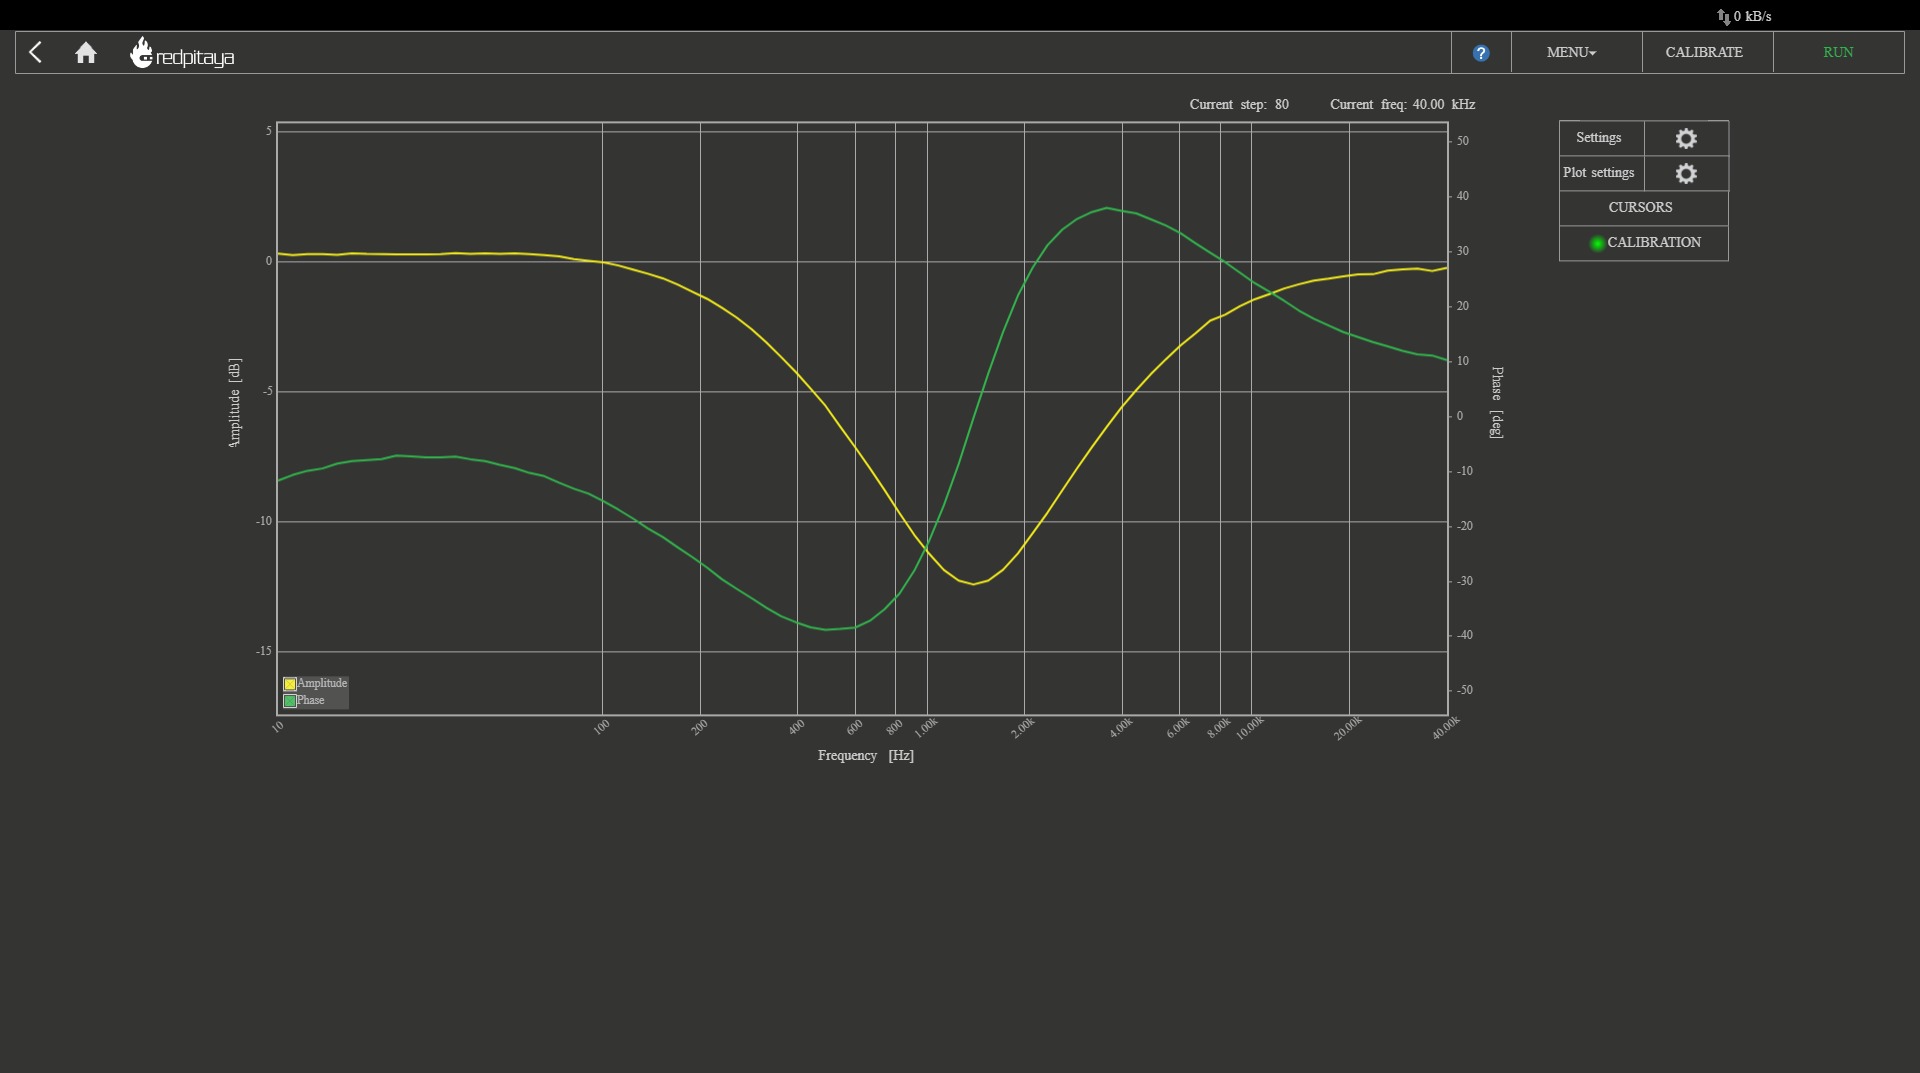 0 kB/s
redpitaya
?
MENU
CALIBRATE
RUN
Current step: 80
Current freq: 40.00 kHz
Settings
Plot settings
CURSORS
CALIBRATION
5
0
-5
-10
-15
Amplitude [dB]
50
40
30
20
10
0
-10
-20
-30
-40
-50
Phase [deg]
Amplitude
Phase
10
100
200
400
600
800
1.00k
2.00k
4.00k
6.00k
8.00k
10.00k
20.00k
40.00k
Frequency [Hz]